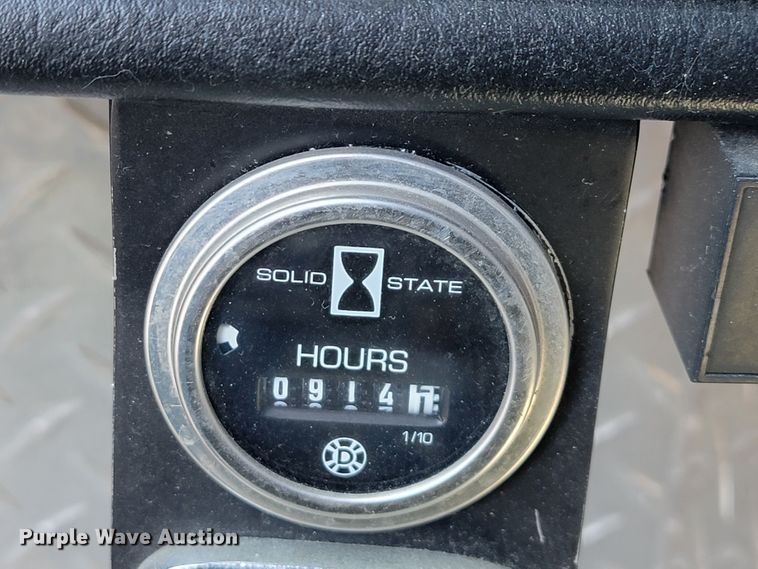 SOLID STATE
HOURS
0914
1/10
D
Purple Wave Auction